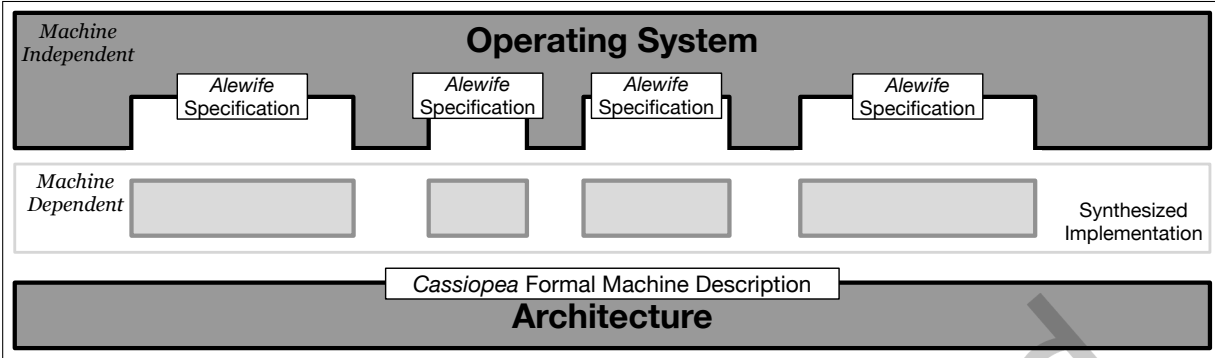 Machine
Independent
Operating System
Alewife
Specification
Alewife
Specification
Alewife
Specification
Alewife
Specification
Machine
Dependent
Synthesized
Implementation
Cassiopea Formal Machine Description
Architecture